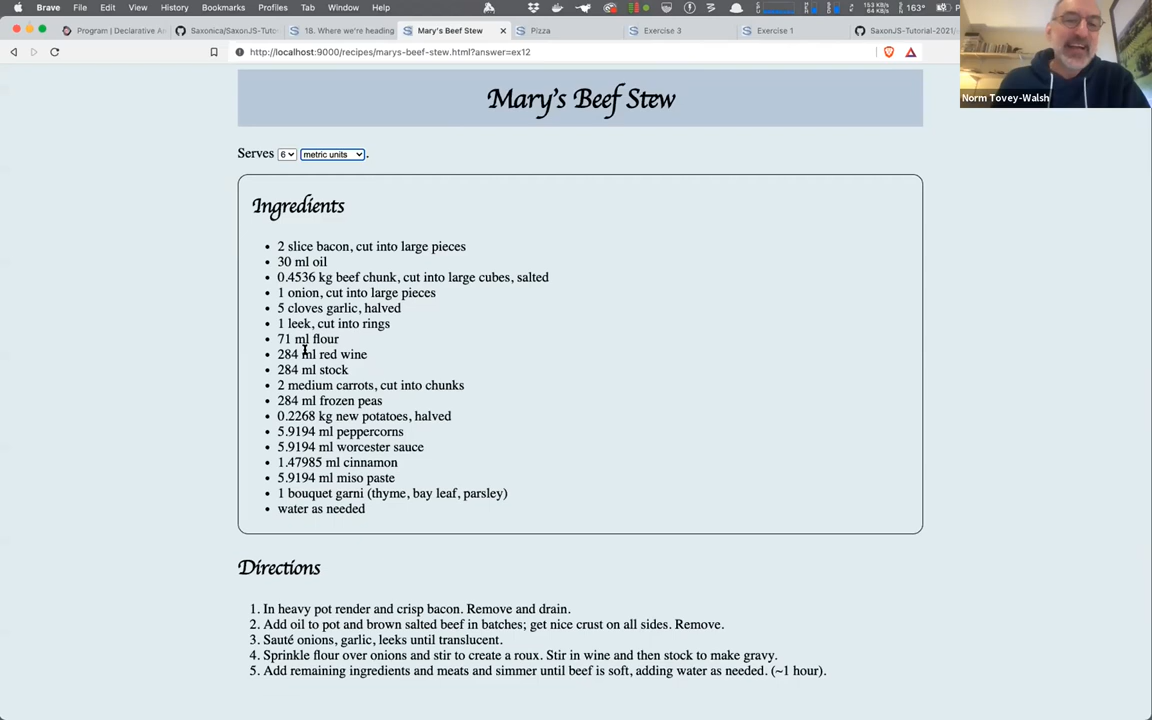 Brave File Edit View History Bookmarks Profiles Tab Window Help 153 KB/s 64 KB/s 163°
Program | Declarative Am Saxonica/SaxonJS-Tuto 18. Where we're heading Mary's Beef Stew Pizza Exercise 3 Exercise 1 SaxonJS-Tutorial-2021/
http://localhost:9000/recipes/marys-beef-stew.html?answer=ex12
Norm Tovey-Walsh
Mary's Beef Stew
Serves 6 metric units .
Ingredients
• 2 slice bacon, cut into large pieces
• 30 ml oil
• 0.4536 kg beef chunk, cut into large cubes, salted
• 1 onion, cut into large pieces
• 5 cloves garlic, halved
• 1 leek, cut into rings
• 71 ml flour
• 284 ml red wine
• 284 ml stock
• 2 medium carrots, cut into chunks
• 284 ml frozen peas
• 0.2268 kg new potatoes, halved
• 5.9194 ml peppercorns
• 5.9194 ml worcester sauce
• 1.47985 ml cinnamon
• 5.9194 ml miso paste
• 1 bouquet garni (thyme, bay leaf, parsley)
• water as needed
Directions
1. In heavy pot render and crisp bacon. Remove and drain.
2. Add oil to pot and brown salted beef in batches; get nice crust on all sides. Remove.
3. Sauté onions, garlic, leeks until translucent.
4. Sprinkle flour over onions and stir to create a roux. Stir in wine and then stock to make gravy.
5. Add remaining ingredients and meats and simmer until beef is soft, adding water as needed. (~1 hour).